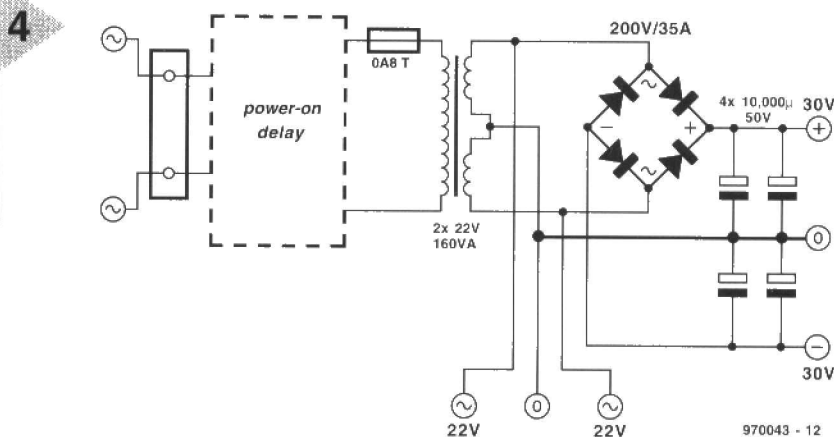 4
200V/35A
0A8 T
power-on
delay
4x 10,000µ
50V
30V
+
−
+
0
2x 22V
160VA
−
30V
0
22V
22V
970043 - 12